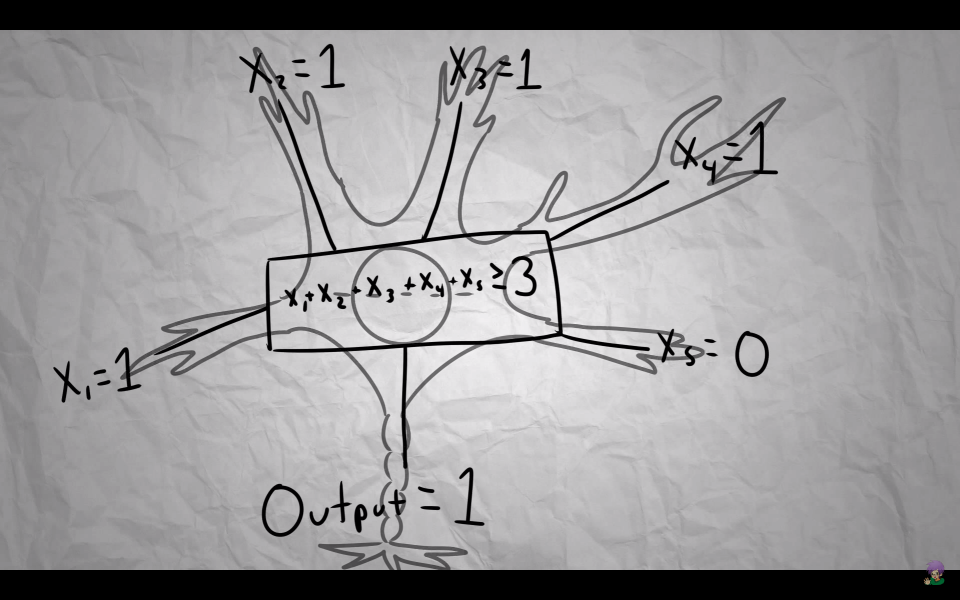 X₂=1
X₃=1
X₄=1
X₁+X₂+X₃+X₄+X₅≥3
X₁=1
X₅=0
Output=1